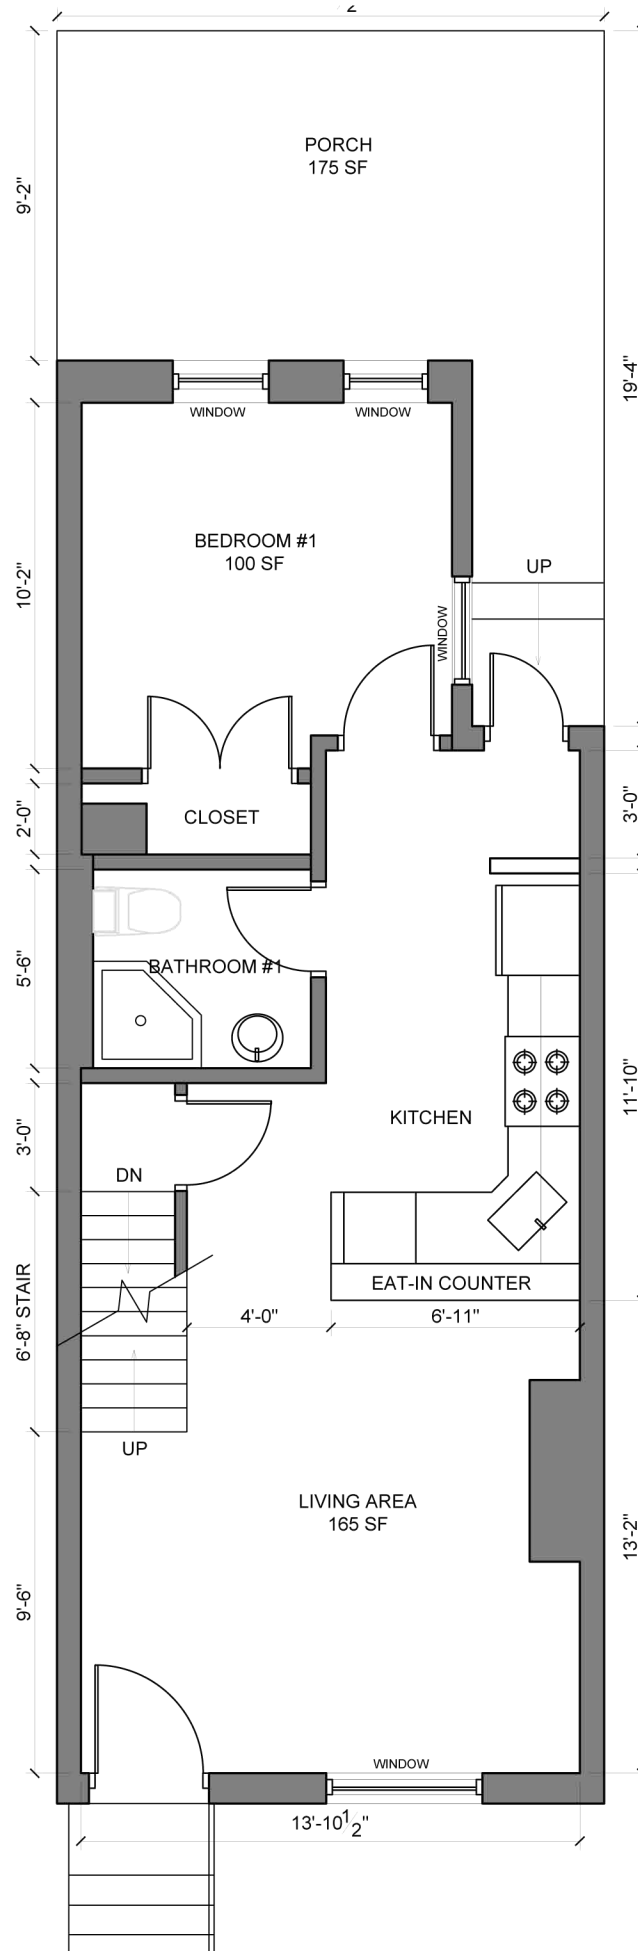 PORCH
175 SF
9'-2"
19'-4"
WINDOW
WINDOW
BEDROOM #1
100 SF
10'-2"
UP
WINDOW
CLOSET
2'-0"
3'-0"
BATHROOM #1
5'-6"
11'-10"
KITCHEN
3'-0"
DN
EAT-IN COUNTER
6'-8" STAIR
4'-0"
6'-11"
UP
LIVING AREA
165 SF
13'-2"
9'-6"
WINDOW
13'-10 1/2"